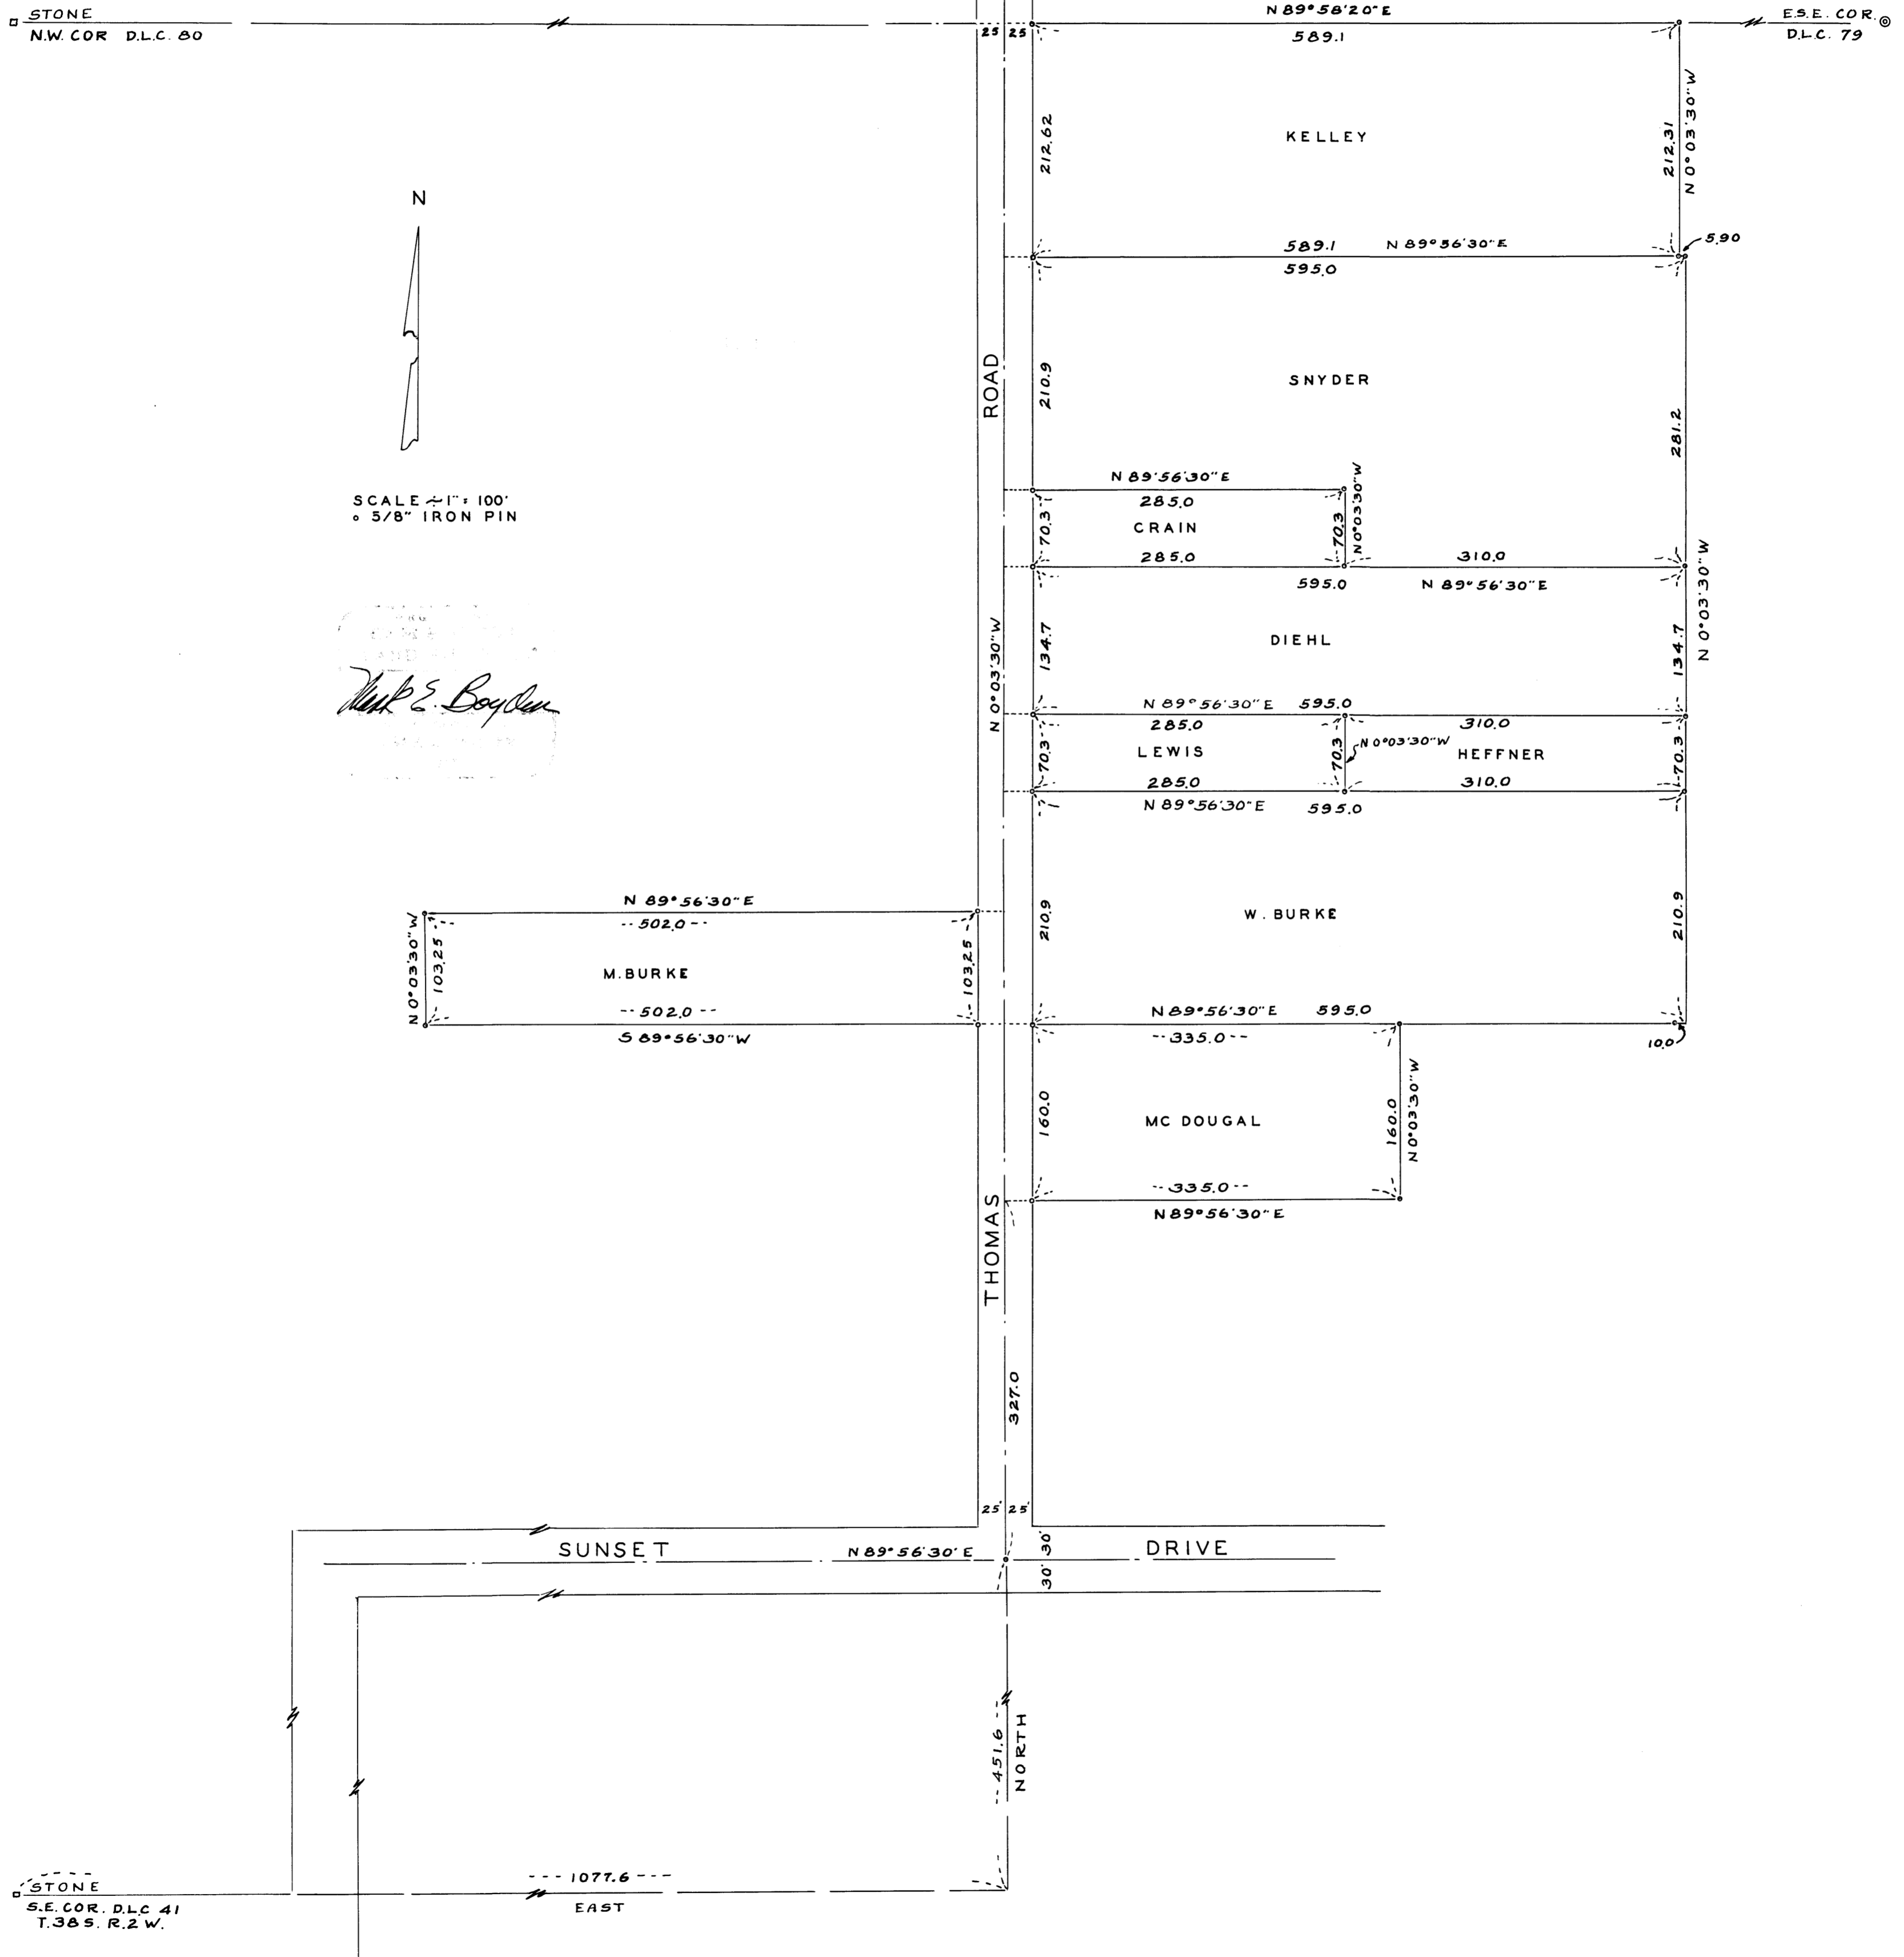 STONE
N.W. COR D.L.C. 80
25 25
N 89°58'20"E
589.1
E.S.E. COR.
D.L.C. 79
212.62
KELLEY
212.31
N 0°03'30"W
N
589.1 N 89°56'30"E
595.0
5.90
ROAD
210.9
SNYDER
281.2
SCALE ~ 1" = 100'
5/8" IRON PIN
N 89°56'30"E
285.0
70.3
CRAIN
70.3
N0°03'30"W
285.0
310.0
595.0
N 89°56'30"E
N 0°03'30"W
N 0°03'30"W
134.7
DIEHL
134.7
Mark E. Boyden
N 89°56'30"E 595.0
285.0
310.0
70.3
LEWIS
70.3
N 0°03'30"W
HEFFNER
70.3
285.0
310.0
N 89°56'30"E
595.0
N 89°56'30"E
502.0
N 0°03'30"W
103.25
M. BURKE
103.25
502.0
S 89°56'30"W
210.9
W. BURKE
210.9
N 89°56'30"E 595.0
335.0
10.0
160.0
MC DOUGAL
160.0
N0°03'30"W
335.0
N89°56'30"E
THOMAS
327.0
25' 25'
SUNSET
N89°56'30'E
30' 30'
DRIVE
451.6
NORTH
STONE
S.E. COR. D.L.C 41
T.38 S. R.2 W.
1077.6
EAST